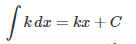 ∫ k dx = kx + C